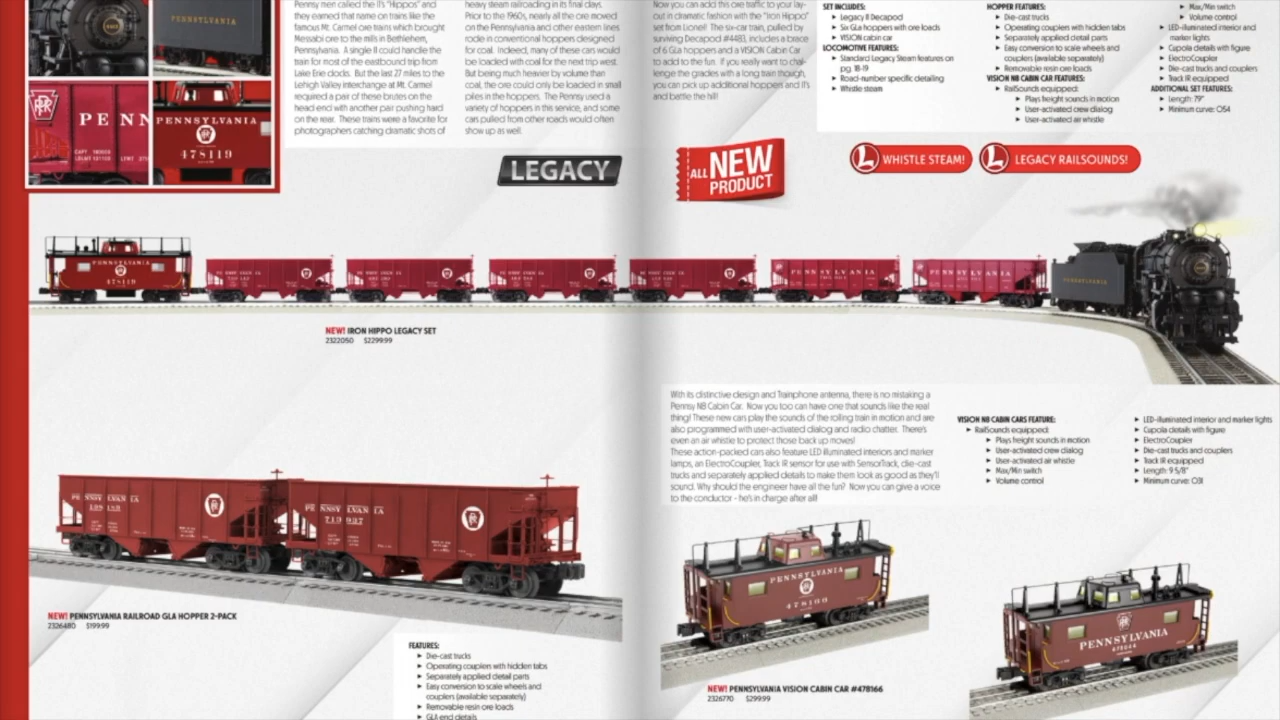 Pennsy men called the I1's "Hippos" and
they earned that name on trains like the
famous Mt. Carmel ore trains which brought
Messabi ore to the mills in Bethlehem,
Pennsylvania. A single I1 could handle the
train for most of the eastbound trip from
Lake Erie docks. But the last 27 miles to the
Lehigh Valley interchange at Mt. Carmel
required a pair of these brutes on the
head end with another pair pushing hard
on the rear. These trains were a favorite for
photographers catching dramatic shots of
heavy steam railroading in its final days.
Prior to the 1960s, nearly all the ore moved
on the Pennsylvania and other eastern lines
rode in conventional hoppers designed
for coal. Indeed, many of these cars would
be loaded with coal for the next trip west.
But being much heavier by volume than
coal, the ore could only be loaded in small
piles in the hoppers. The Pennsy used a
variety of hoppers in this service, and some
cars pulled from other roads would often
show up as well.
Now you can add this ore traffic to your lay-
out in dramatic fashion with the "Iron Hippo"
set from Lionel! The six-car train, pulled by
surviving Decapod #4483, includes a brace
of 6 GLa hoppers and a VISION Cabin Car
to add to the fun. If you really want to chal-
lenge the grades with a long train though,
you can pick up additional hoppers and I1's
and battle the hill!
SET INCLUDES:
► Legacy I1 Decapod
► Six GLa hoppers with ore loads
► VISION cabin car
LOCOMOTIVE FEATURES:
► Standard Legacy Steam features on
pg. 18-19
► Road-number specific detailing
► Whistle steam
HOPPER FEATURES:
► Die-cast trucks
► Operating couplers with hidden tabs
► Separately applied detail parts
► Easy conversion to scale wheels and
couplers (available separately)
► Removable resin ore loads
VISION N8 CABIN CAR FEATURES:
► RailSounds equipped:
► Plays freight sounds in motion
► User-activated crew dialog
► User-activated air whistle
► Max/Min switch
► Volume control
► LED-illuminated interior and
marker lights
► Cupola details with figure
► ElectroCoupler
► Die-cast trucks and couplers
► Track IR equipped
ADDITIONAL SET FEATURES:
► Length: 79"
► Minimum curve: O54
PENNSYLVANIA
PENN
PENNSYLVANIA
478119
LEGACY
ALL NEW
PRODUCT
L WHISTLE STEAM!
L LEGACY RAILSOUNDS!
478119
PENNSYLVANIA
PENNSYLVANIA
PENNSYLVANIA
NEW! IRON HIPPO LEGACY SET
2322050 $2299.99
With its distinctive design and Trainphone antenna, there is no mistaking a
Pennsy N8 Cabin Car. Now you too can have one that sounds like the real
thing! These new cars play the sounds of the rolling train in motion and are
also programmed with user-activated dialog and radio chatter. There's
even an air whistle to protect those back up moves!
These action-packed cars also feature LED illuminated interiors and marker
lamps, an ElectroCoupler, Track IR sensor for use with SensorTrack, die-cast
trucks and separately applied details to make them look as good as they'll
sound. Why should the engineer have all the fun? Now you can give a voice
to the conductor - he's in charge after all!
VISION N8 CABIN CARS FEATURE:
► RailSounds equipped:
► Plays freight sounds in motion
► User-activated crew dialog
► User-activated air whistle
► Max/Min switch
► Volume control
► LED-illuminated interior and marker lights
► Cupola details with figure
► ElectroCoupler
► Die-cast trucks and couplers
► Track IR equipped
► Length: 9 5/8"
► Minimum curve: O31
PENNSYLVANIA
PENNSYLVANIA
NEW! PENNSYLVANIA RAILROAD GLA HOPPER 2-PACK
2326480 $199.99
FEATURES:
► Die-cast trucks
► Operating couplers with hidden tabs
► Separately applied detail parts
► Easy conversion to scale wheels and
couplers (available separately)
► Removable resin ore loads
► GLA end details
PENNSYLVANIA
478166
NEW! PENNSYLVANIA VISION CABIN CAR #478166
2326770 $299.99
PENNSYLVANIA